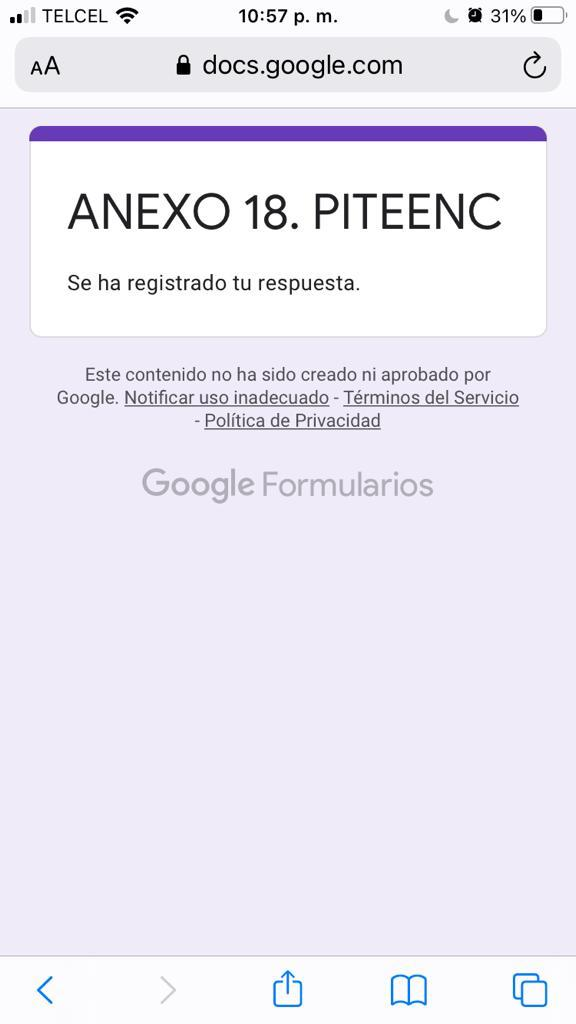 TELCEL 10:57 p. m. 31%
AA docs.google.com
ANEXO 18. PITEENC
Se ha registrado tu respuesta.
Este contenido no ha sido creado ni aprobado por
Google. Notificar uso inadecuado - Términos del Servicio
- Política de Privacidad
Google Formularios